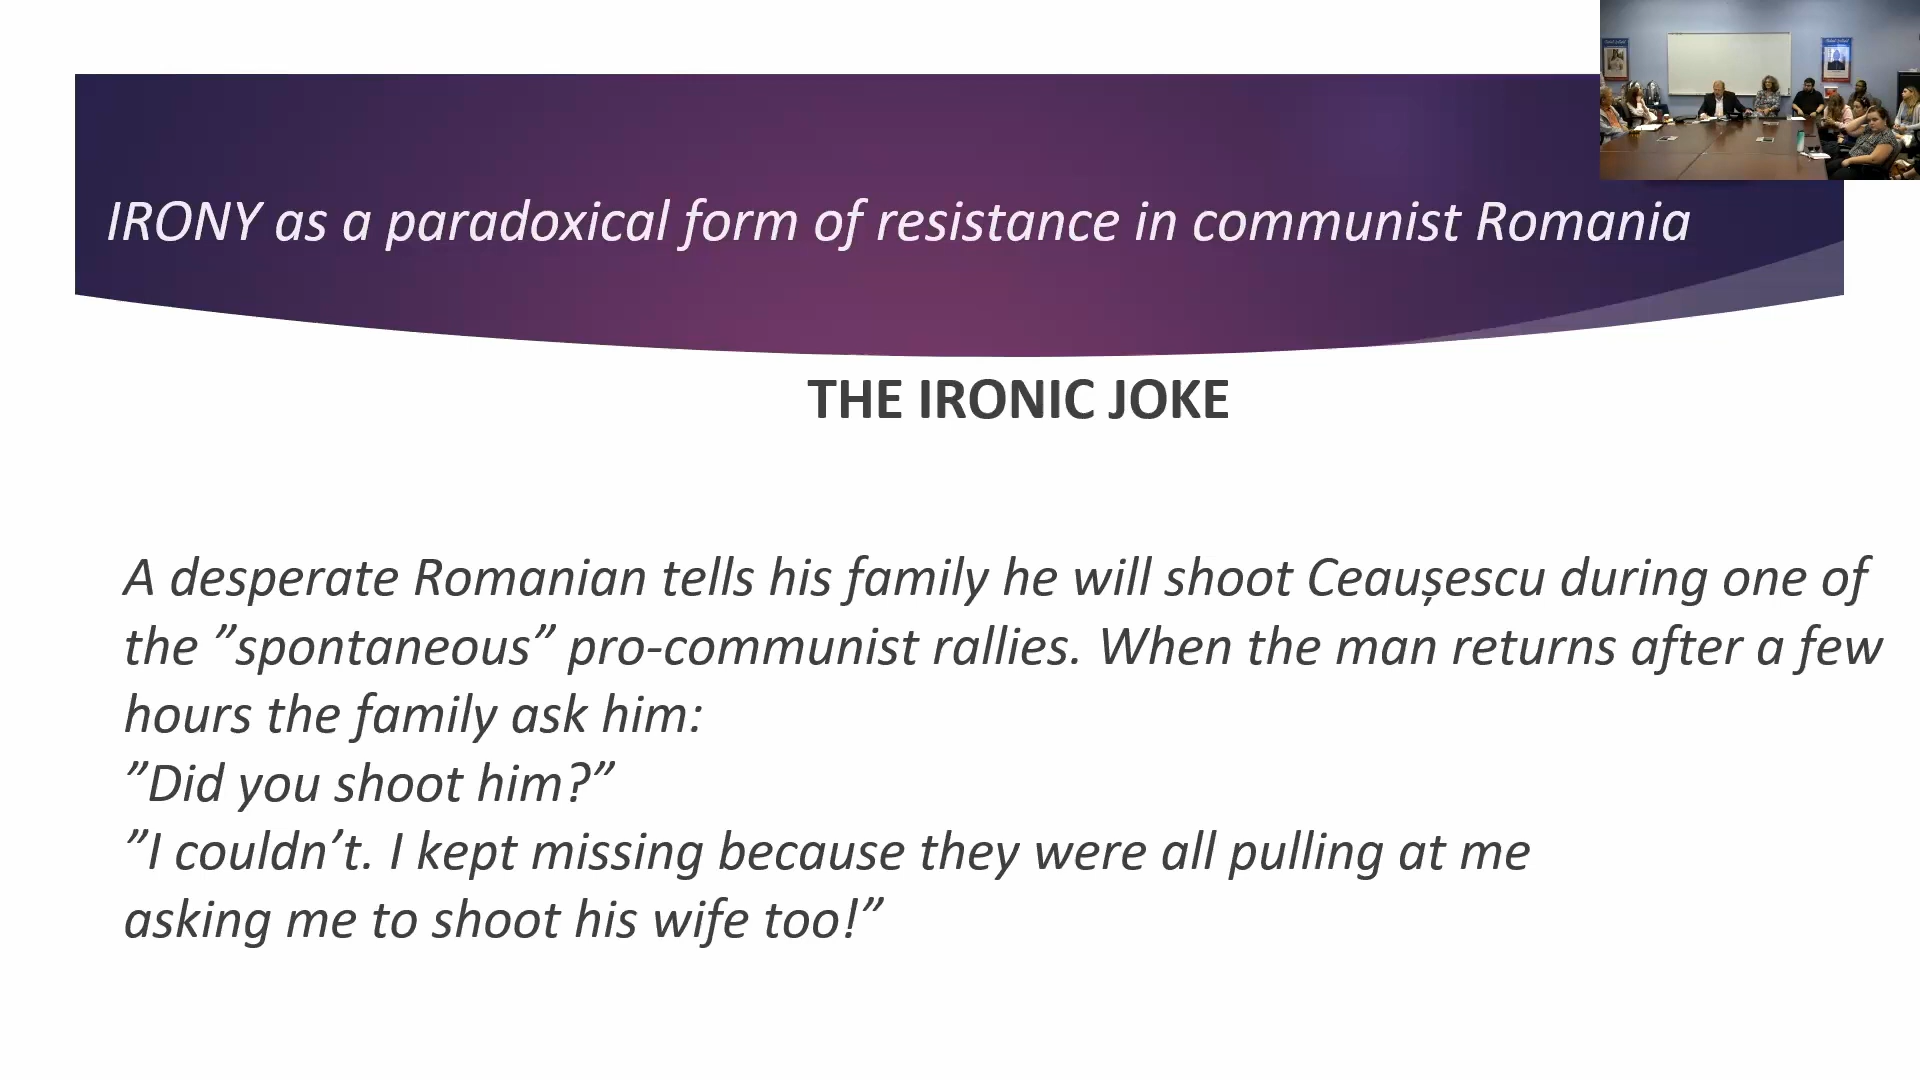 IRONY as a paradoxical form of resistance in communist Romania
THE IRONIC JOKE
A desperate Romanian tells his family he will shoot Ceaușescu during one of
the ”spontaneous” pro-communist rallies. When the man returns after a few
hours the family ask him:
”Did you shoot him?”
”I couldn’t. I kept missing because they were all pulling at me
asking me to shoot his wife too!”